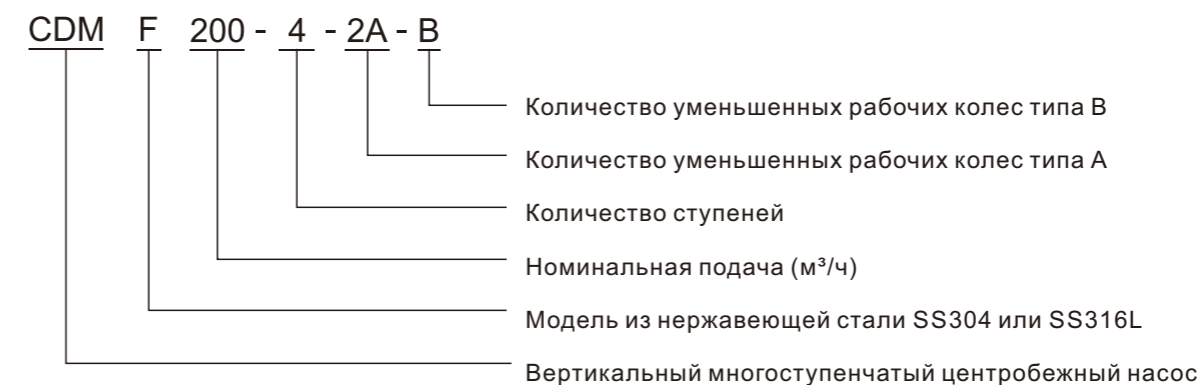 CDM F 200 - 4 - 2A - B
Количество уменьшенных рабочих колес типа B
Количество уменьшенных рабочих колес типа A
Количество ступеней
Номинальная подача (м³/ч)
Модель из нержавеющей стали SS304 или SS316L
Вертикальный многоступенчатый центробежный насос